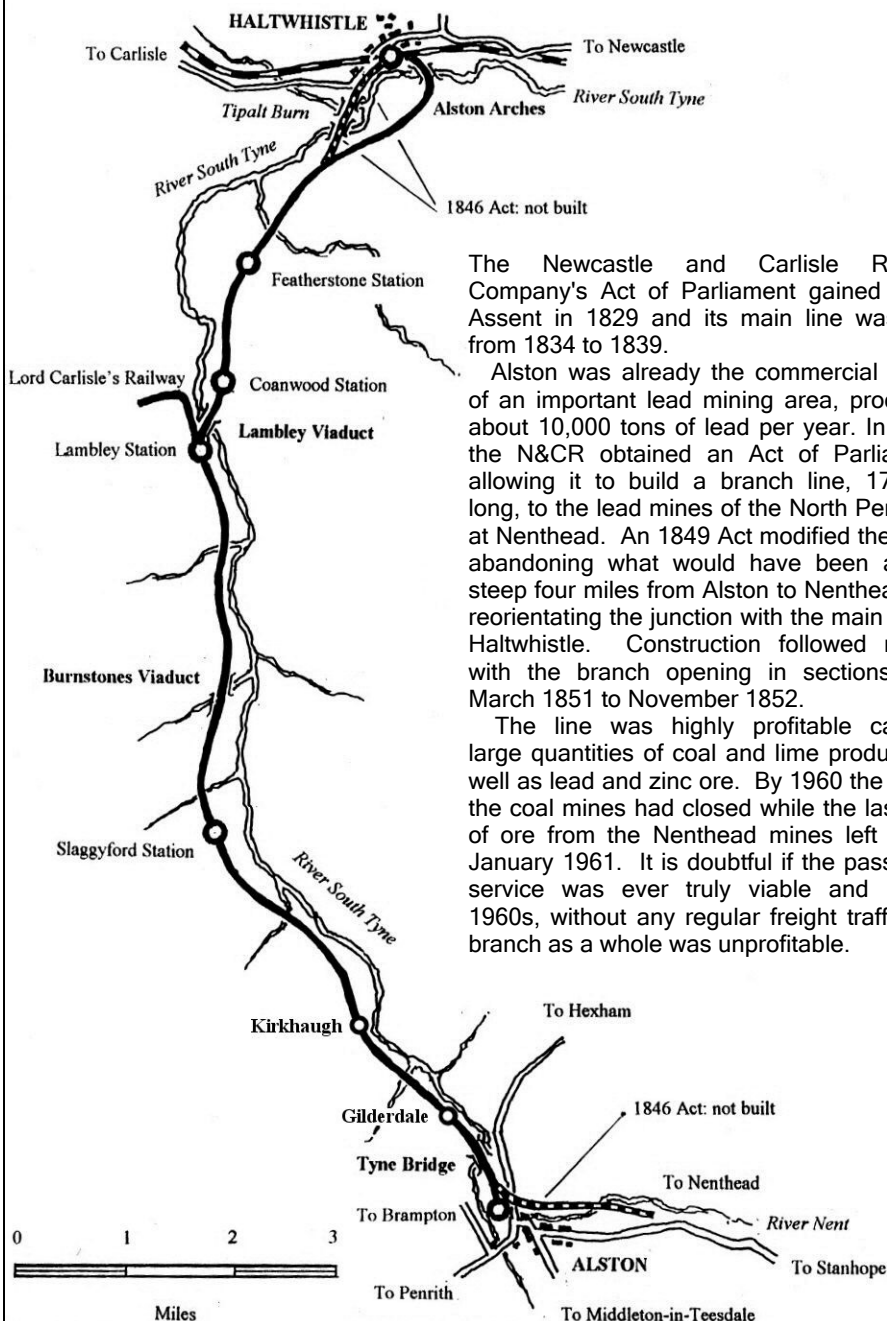 HALTWHISTLE
To Carlisle
To Newcastle
Tipalt Burn
Alston Arches
River South Tyne
River South Tyne
1846 Act: not built
Featherstone Station
Lord Carlisle's Railway
Coanwood Station
Lambley Viaduct
Lambley Station
Burnstones Viaduct
Slaggyford Station
River South Tyne
The Newcastle and Carlisle R
Company's Act of Parliament gained
Assent in 1829 and its main line was
from 1834 to 1839.
Alston was already the commercial
of an important lead mining area, pro
about 10,000 tons of lead per year. In
the N&CR obtained an Act of Parlia
allowing it to build a branch line, 17
long, to the lead mines of the North Pe
at Nenthead. An 1849 Act modified the
abandoning what would have been a
steep four miles from Alston to Nenthea
reorientating the junction with the main
Haltwhistle. Construction followed r
with the branch opening in sections
March 1851 to November 1852.
The line was highly profitable ca
large quantities of coal and lime produ
well as lead and zinc ore. By 1960 the
the coal mines had closed while the las
of ore from the Nenthead mines left
January 1961. It is doubtful if the pass
service was ever truly viable and
1960s, without any regular freight traff
branch as a whole was unprofitable.
Kirkhaugh
To Hexham
Gilderdale
1846 Act: not built
Tyne Bridge
To Nenthead
To Brampton
River Nent
ALSTON
To Stanhope
To Penrith
To Middleton-in-Teesdale
0 1 2 3
Miles